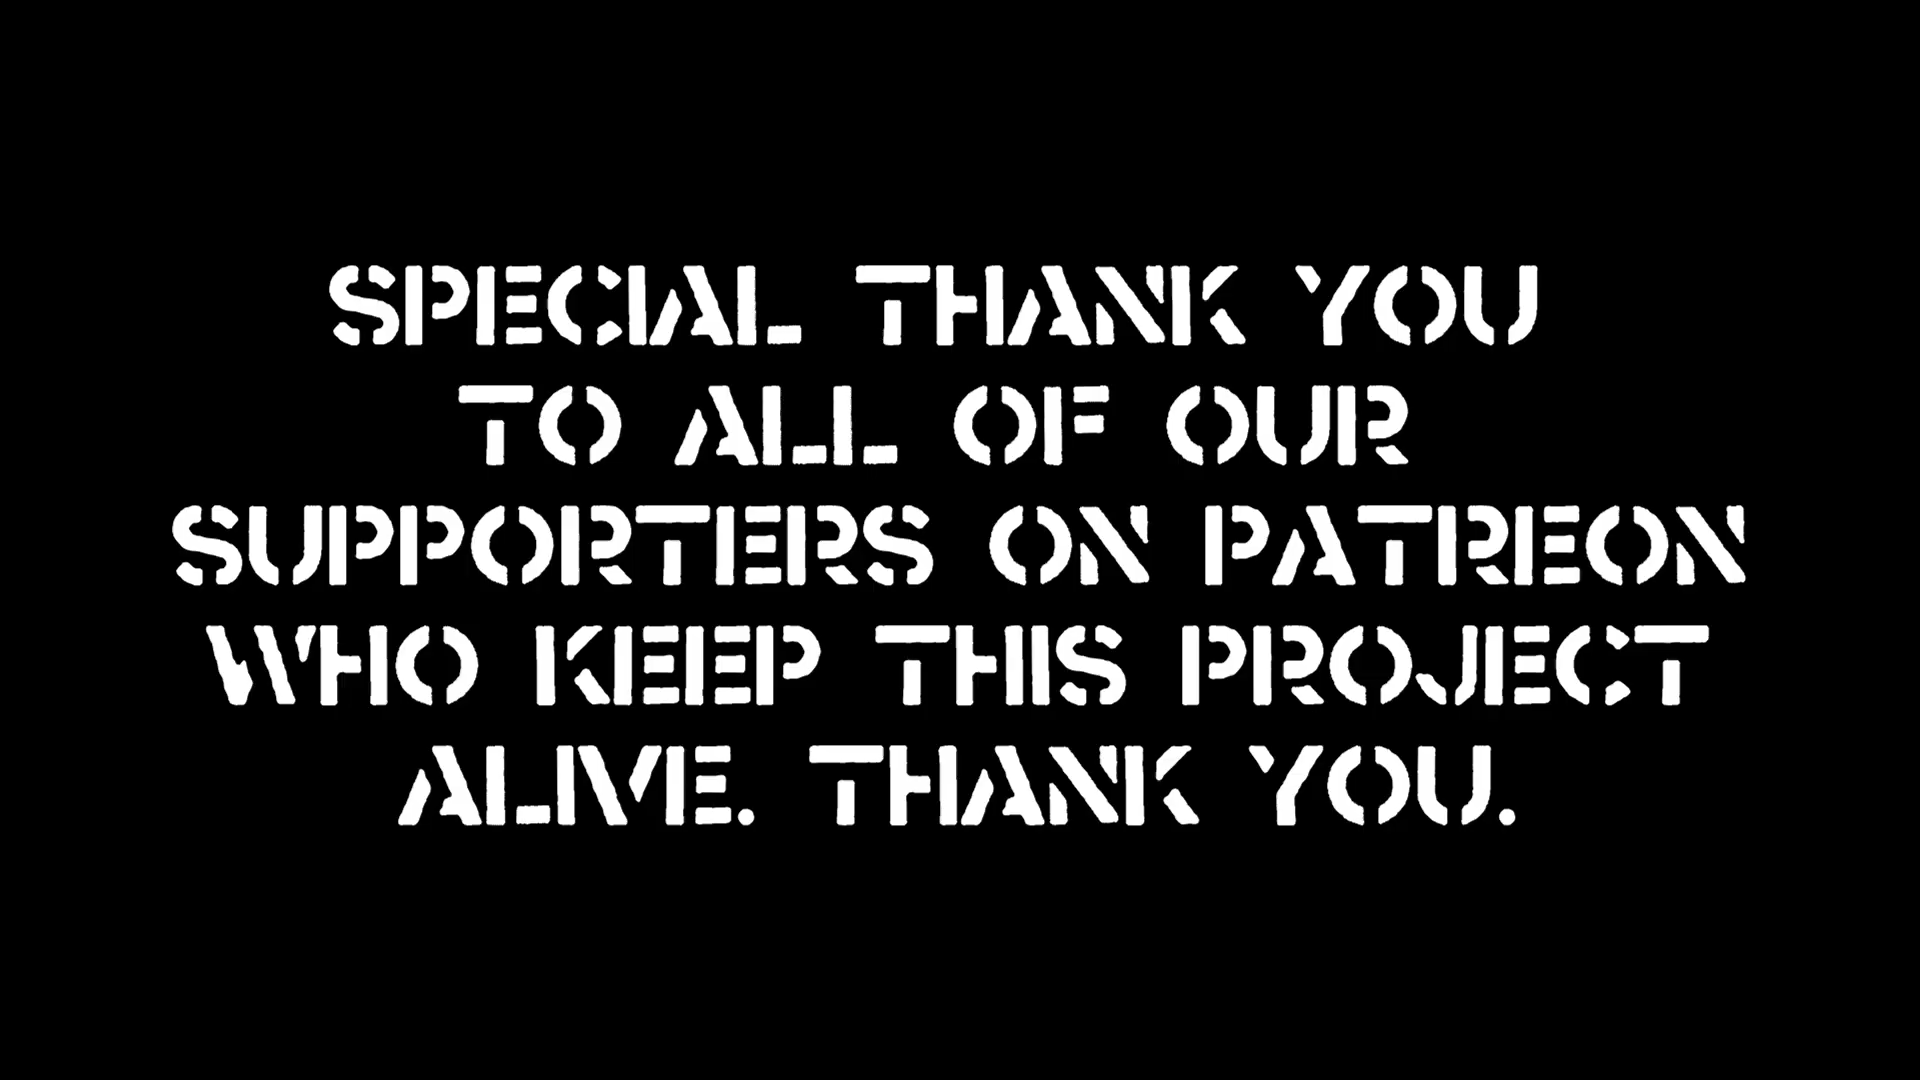 SPECIAL THANK YOU
TO ALL OF OUR
SUPPORTERS ON PATREON
WHO KEEP THIS PROJECT
ALIVE. THANK YOU.